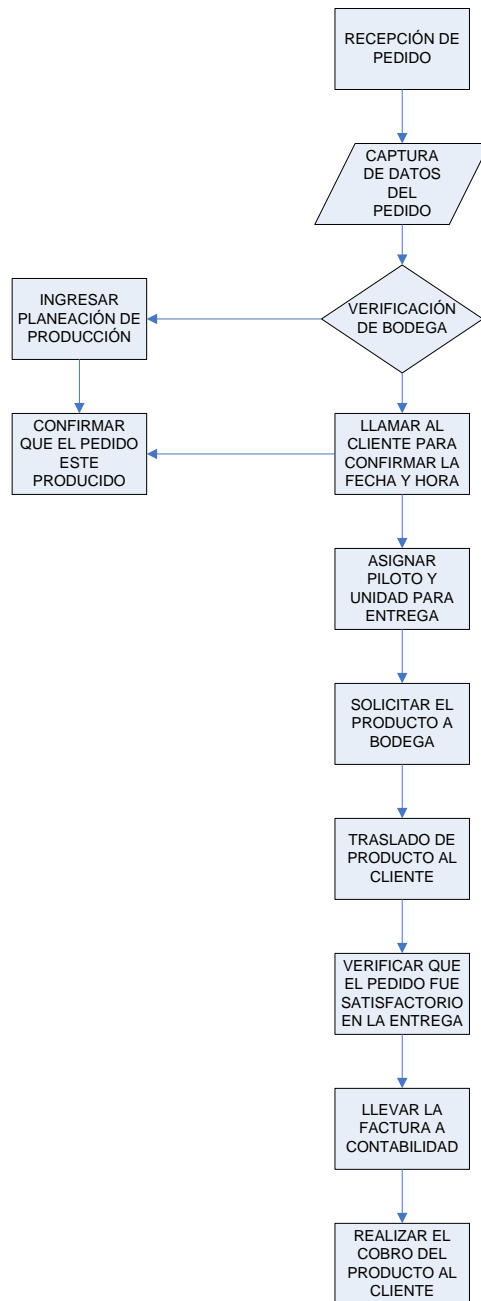 RECEPCIÓN DE
PEDIDO
CAPTURA
DE DATOS
DEL
PEDIDO
VERIFICACIÓN
DE BODEGA
INGRESAR
PLANEACIÓN DE
PRODUCCIÓN
CONFIRMAR
QUE EL PEDIDO
ESTE
PRODUCIDO
LLAMAR AL
CLIENTE PARA
CONFIRMAR LA
FECHA Y HORA
ASIGNAR
PILOTO Y
UNIDAD PARA
ENTREGA
SOLICITAR EL
PRODUCTO A
BODEGA
TRASLADO DE
PRODUCTO AL
CLIENTE
VERIFICAR QUE
EL PEDIDO FUE
SATISFACTORIO
EN LA ENTREGA
LLEVAR LA
FACTURA A
CONTABILIDAD
REALIZAR EL
COBRO DEL
PRODUCTO AL
CLIENTE